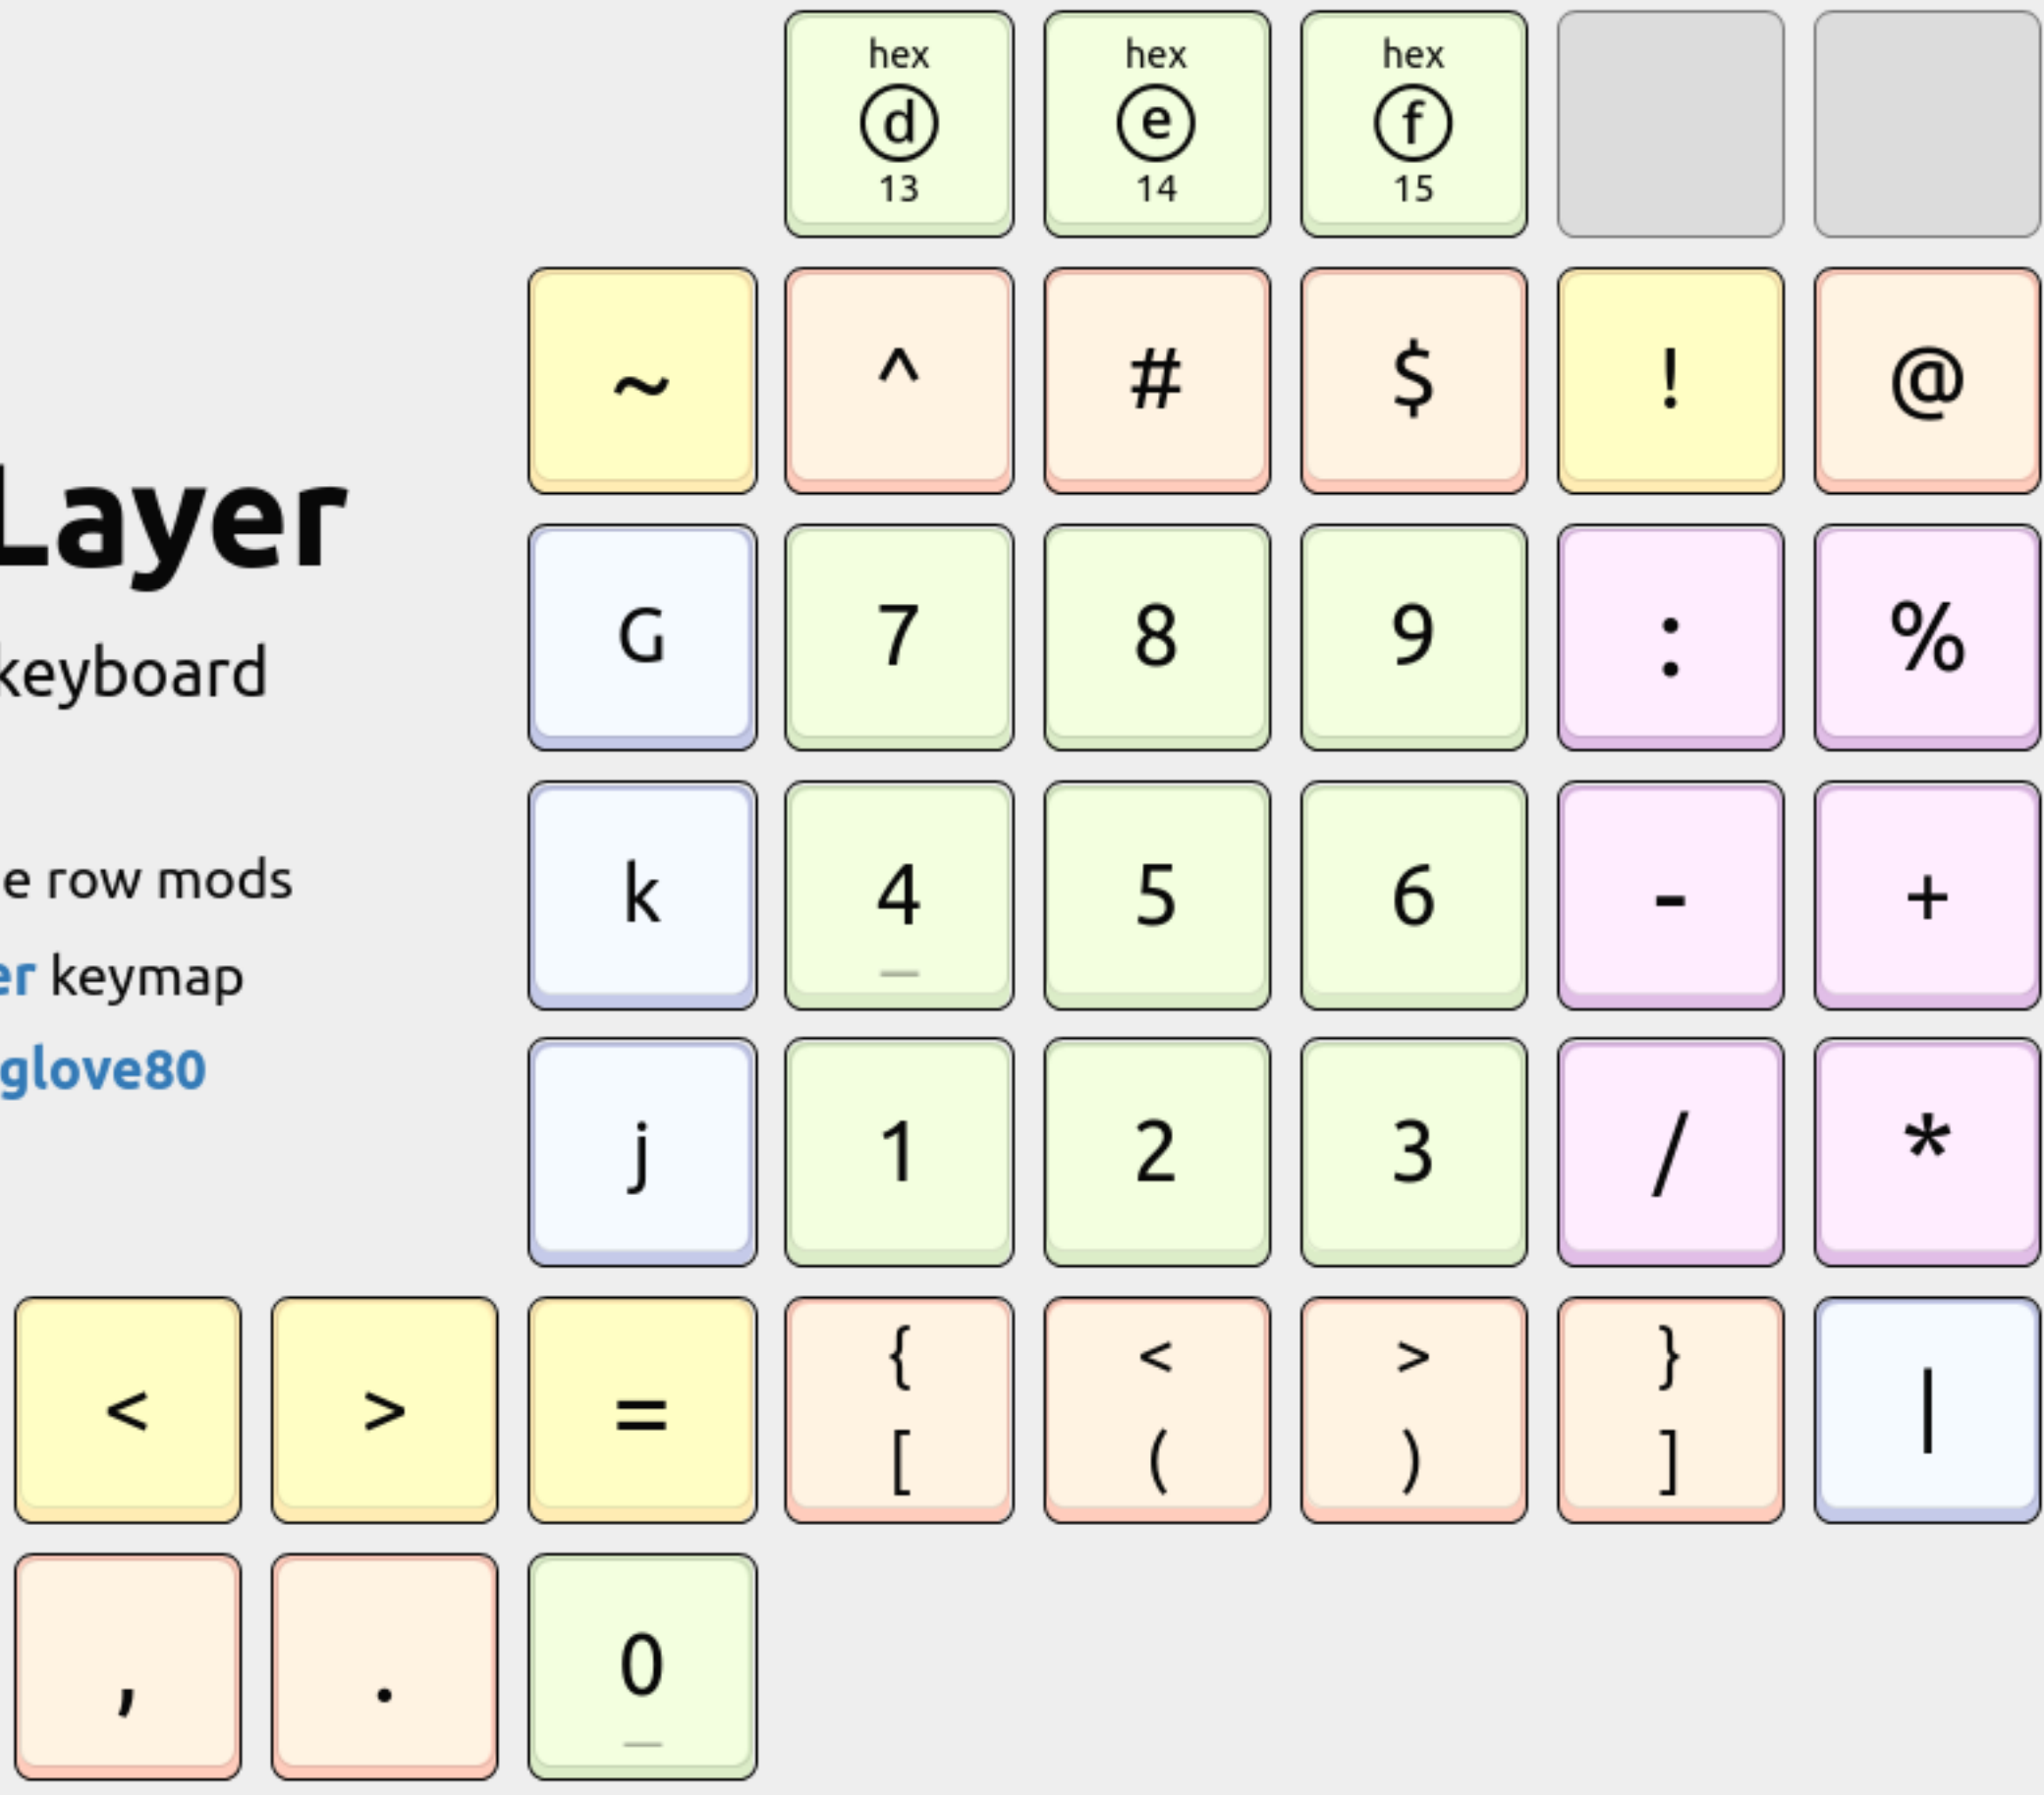 hex hex hex
d e f
13 14 15
~ ^ # $ ! @
Layer
G 7 8 9 : %
keyboard
k 4 5 6 - +
e row mods
er keymap
j 1 2 3 / *
glove80
{ < > }
< > = [ ( ) ] |
, . 0